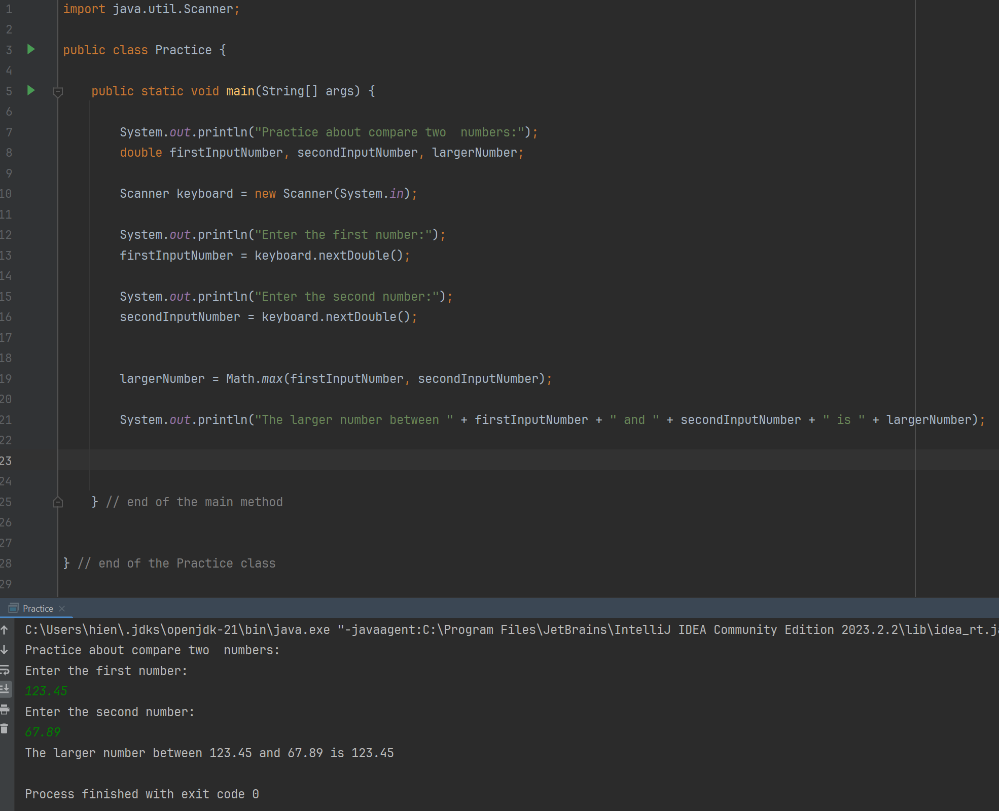 1 import java.util.Scanner;
2
3 public class Practice {
4
5 public static void main(String[] args) {
6
7 System.out.println("Practice about compare two  numbers:");
8 double firstInputNumber, secondInputNumber, largerNumber;
9
10 Scanner keyboard = new Scanner(System.in);
11
12 System.out.println("Enter the first number:");
13 firstInputNumber = keyboard.nextDouble();
14
15 System.out.println("Enter the second number:");
16 secondInputNumber = keyboard.nextDouble();
17
18
19 largerNumber = Math.max(firstInputNumber, secondInputNumber);
20
21 System.out.println("The larger number between " + firstInputNumber + " and " + secondInputNumber + " is " + largerNumber);
22
23
24
25 } // end of the main method
26
27
28 } // end of the Practice class
29
Practice
C:\Users\hien\.jdks\openjdk-21\bin\java.exe "-javaagent:C:\Program Files\JetBrains\IntelliJ IDEA Community Edition 2023.2.2\lib\idea_rt.ja
Practice about compare two  numbers:
Enter the first number:
123.45
Enter the second number:
67.89
The larger number between 123.45 and 67.89 is 123.45
Process finished with exit code 0